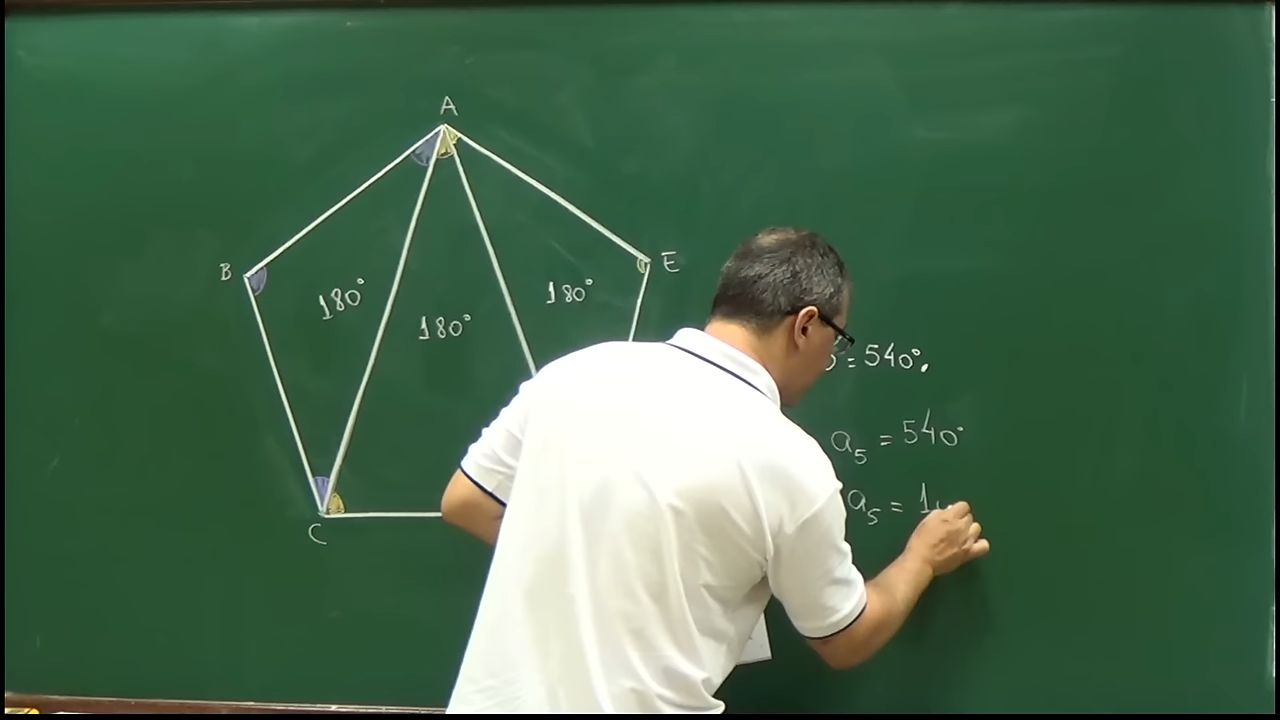 A
B
E
180°
180°
180°
= 540°.
a₅ = 540°
a₅ = 1
C